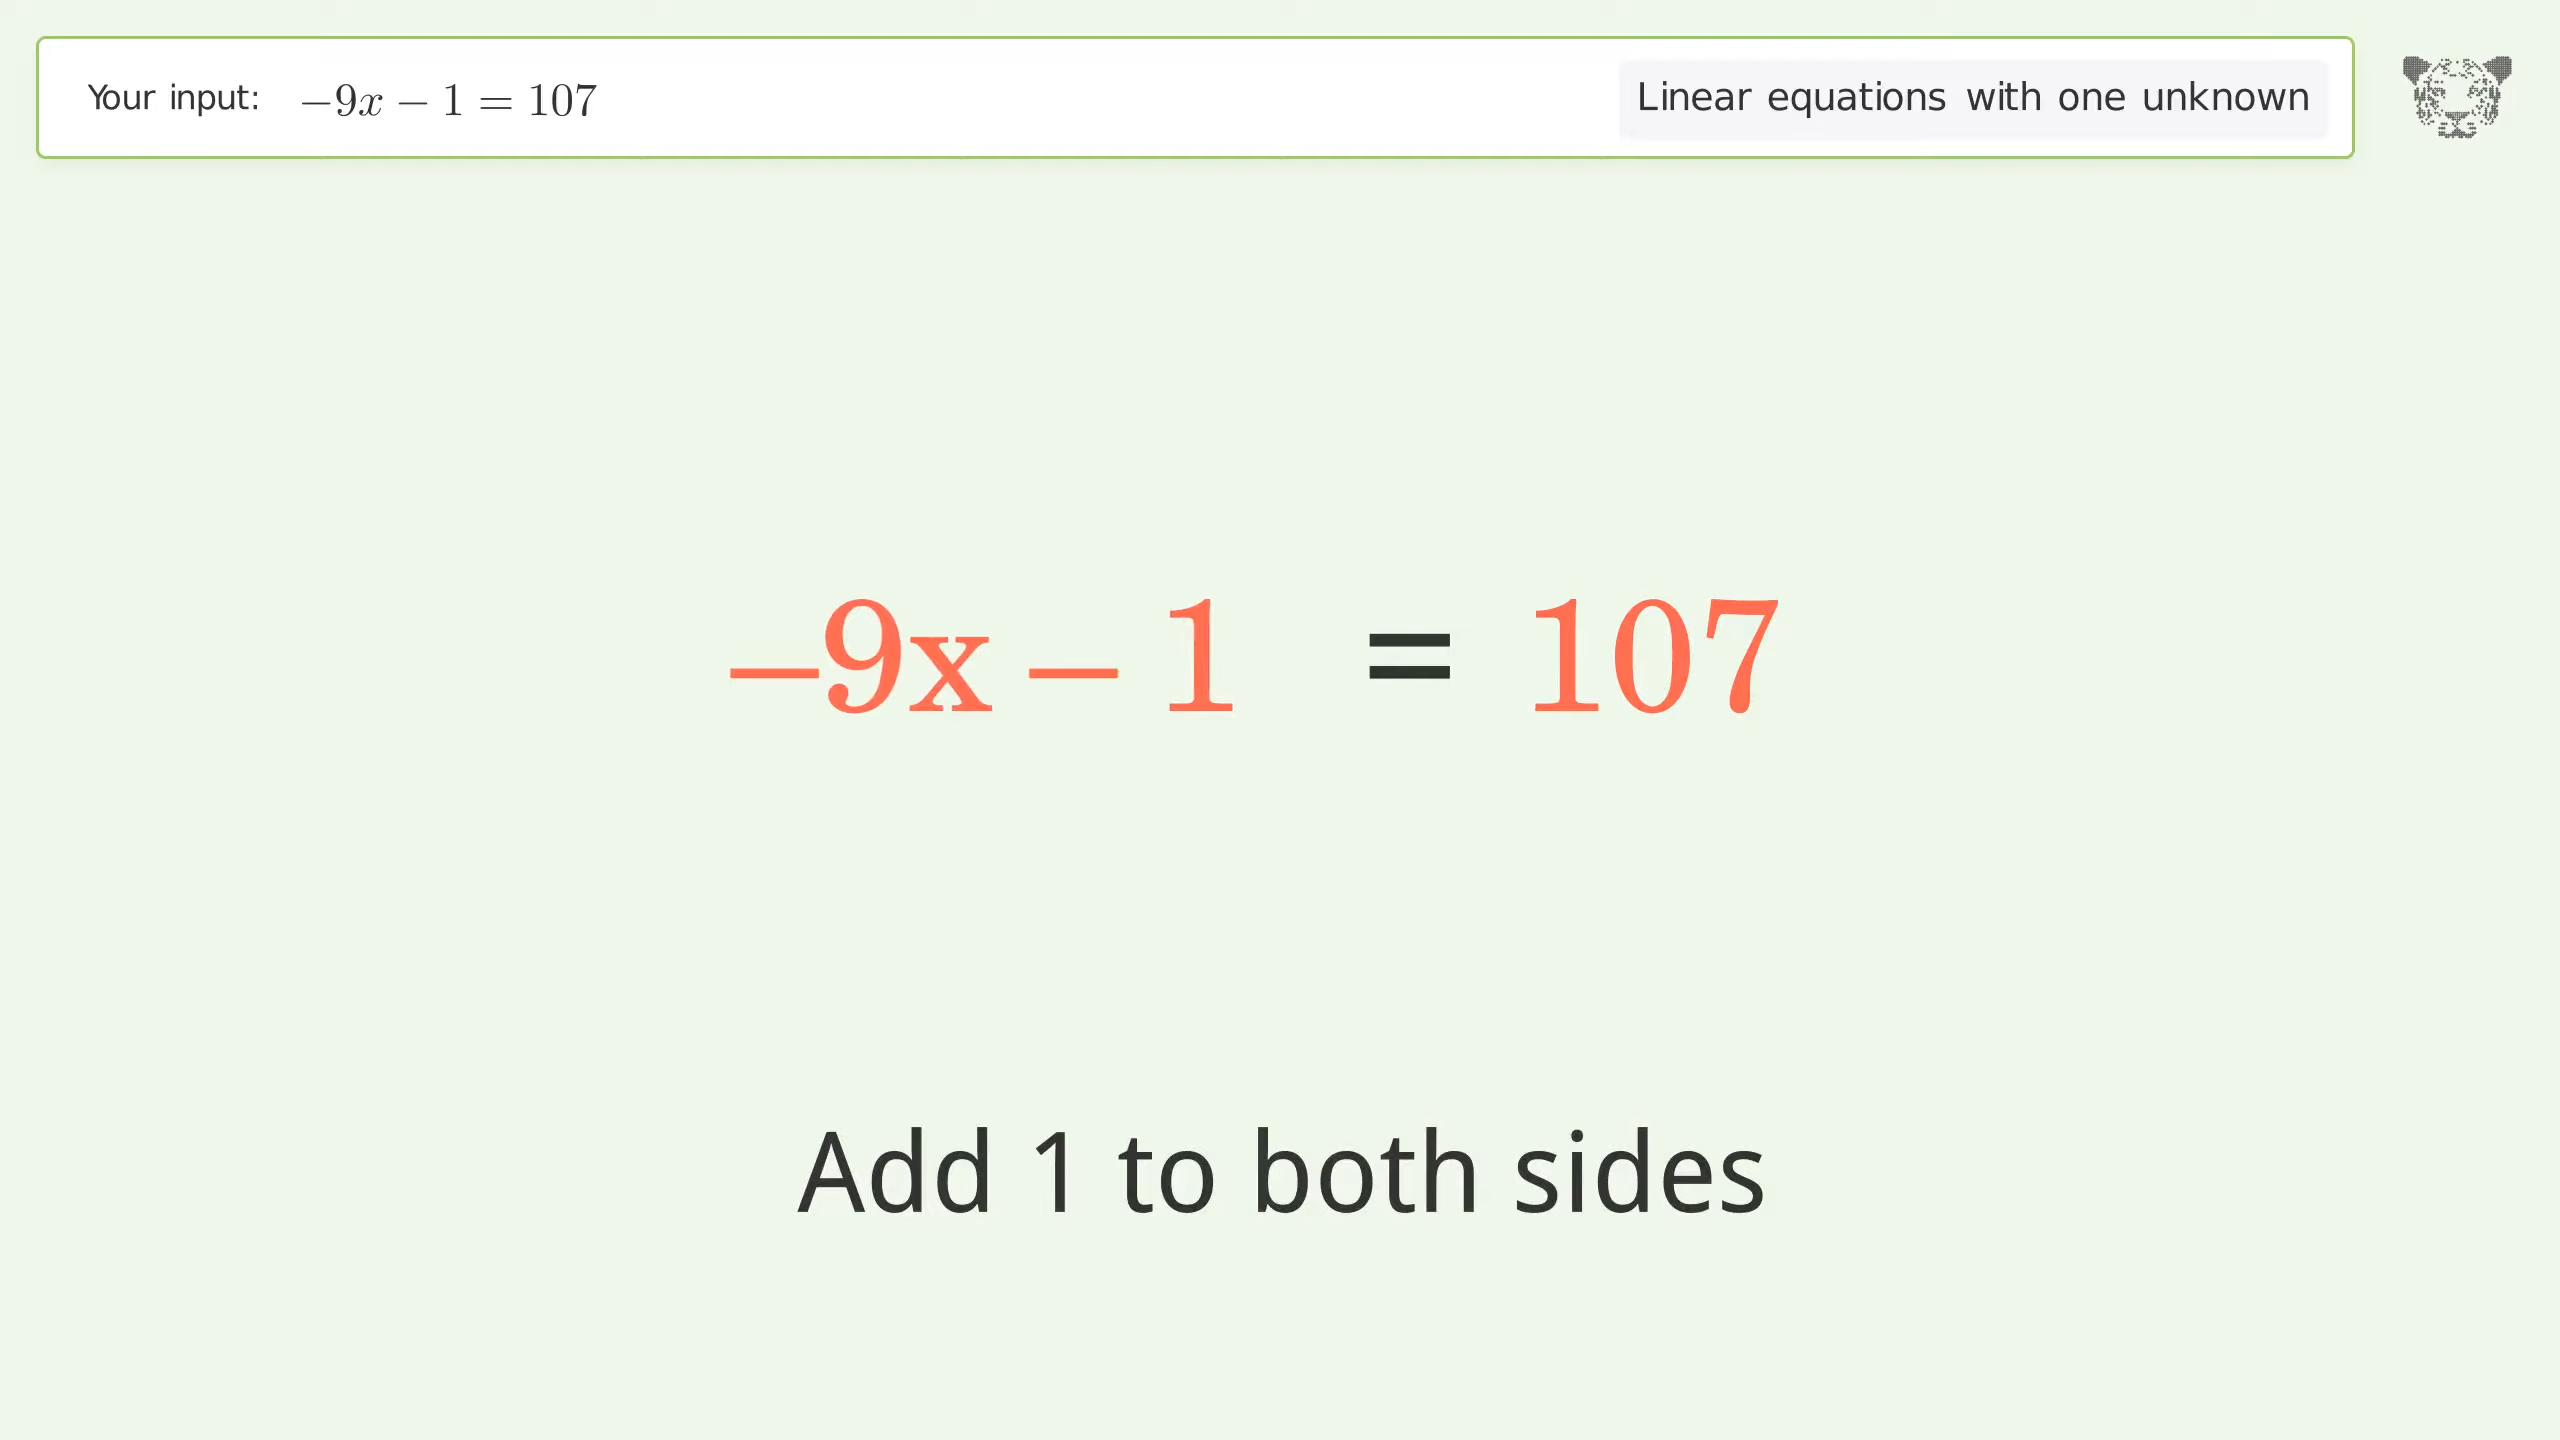 Your input: −9x − 1 = 107
Linear equations with one unknown
−9x − 1 = 107
Add 1 to both sides